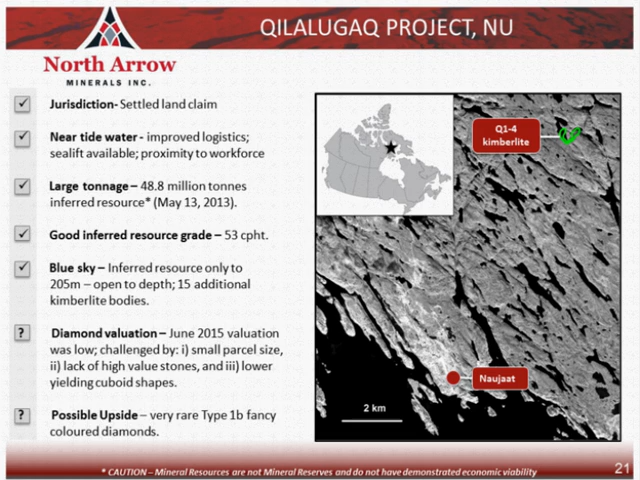 QILALUGAQ PROJECT, NU
North Arrow
MINERALS INC.
Jurisdiction- Settled land claim
Near tide water - improved logistics;
sealift available; proximity to workforce
Large tonnage – 48.8 million tonnes
inferred resource* (May 13, 2013).
Good inferred resource grade – 53 cpht.
Blue sky – Inferred resource only to
205m – open to depth; 15 additional
kimberlite bodies.
? Diamond valuation – June 2015 valuation
was low; challenged by: i) small parcel size,
ii) lack of high value stones, and iii) lower
yielding cuboid shapes.
? Possible Upside – very rare Type 1b fancy
coloured diamonds.
Q1-4
kimberlite
Naujaat
2 km
* CAUTION – Mineral Resources are not Mineral Reserves and do not have demonstrated economic viability
21